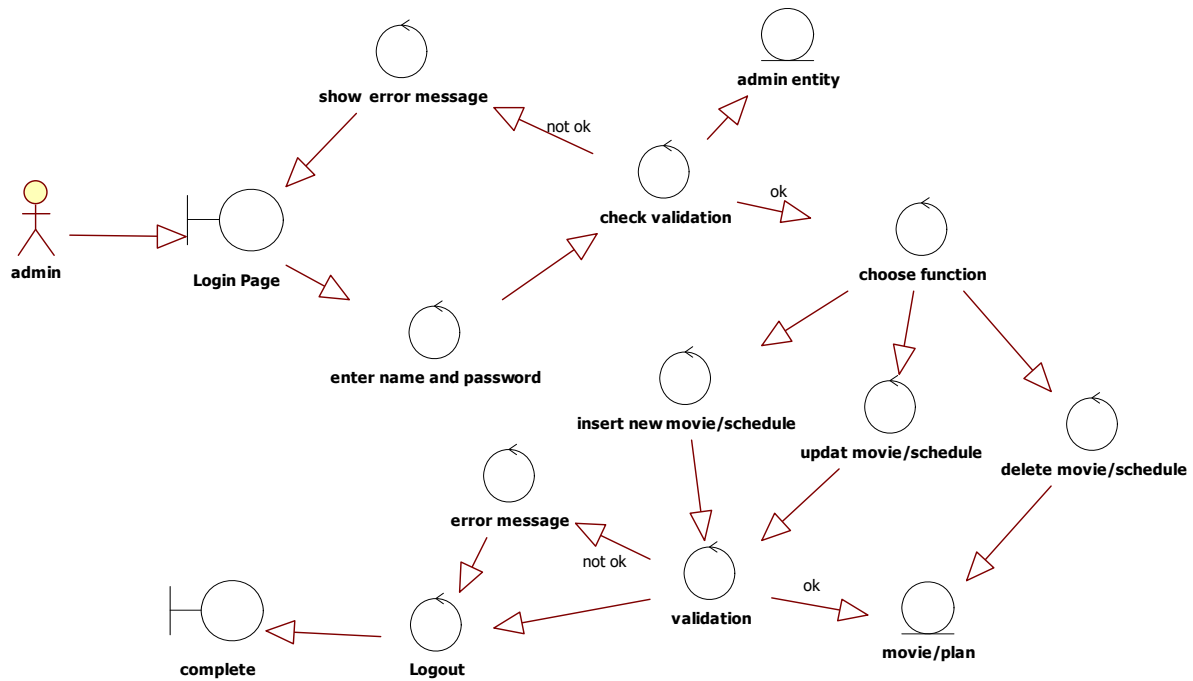 show  error message
admin entity
not ok
ok
check validation
admin
Login Page
choose function
enter name and password
insert new movie/schedule
updat movie/schedule
delete movie/schedule
error message
not ok
ok
validation
movie/plan
complete
Logout